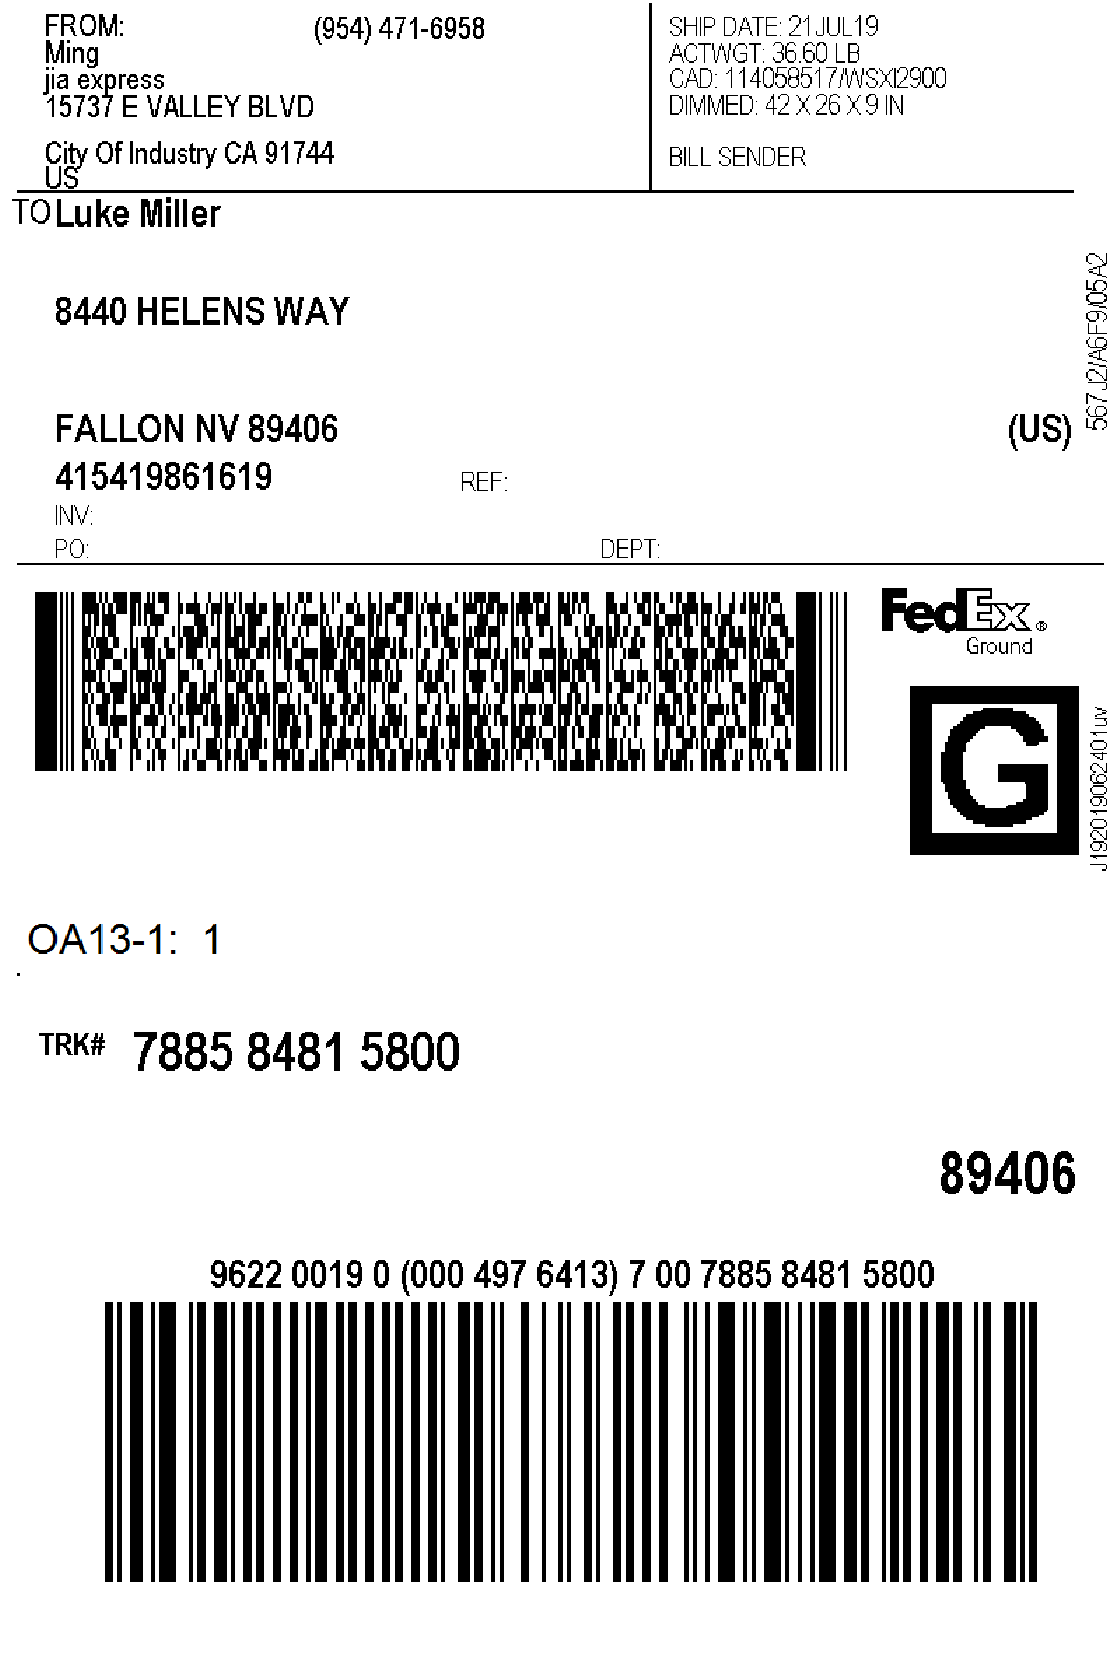 FROM: (954) 471-6958
Ming
jia express
15737 E VALLEY BLVD
City Of Industry CA 91744
US
SHIP DATE: 21JUL19
ACTWGT: 36.60 LB
CAD: 114058517/WSXI2900
DIMMED: 42 X 26 X 9 IN
BILL SENDER
TO Luke Miller
8440 HELENS WAY
FALLON NV 89406 (US)
415419861619 REF:
INV:
PO: DEPT:
567J2/A6F9/05A2
FedEx®
Ground
G
J192019062401uv
OA13-1: 1
.
TRK# 7885 8481 5800
89406
9622 0019 0 (000 497 6413) 7 00 7885 8481 5800